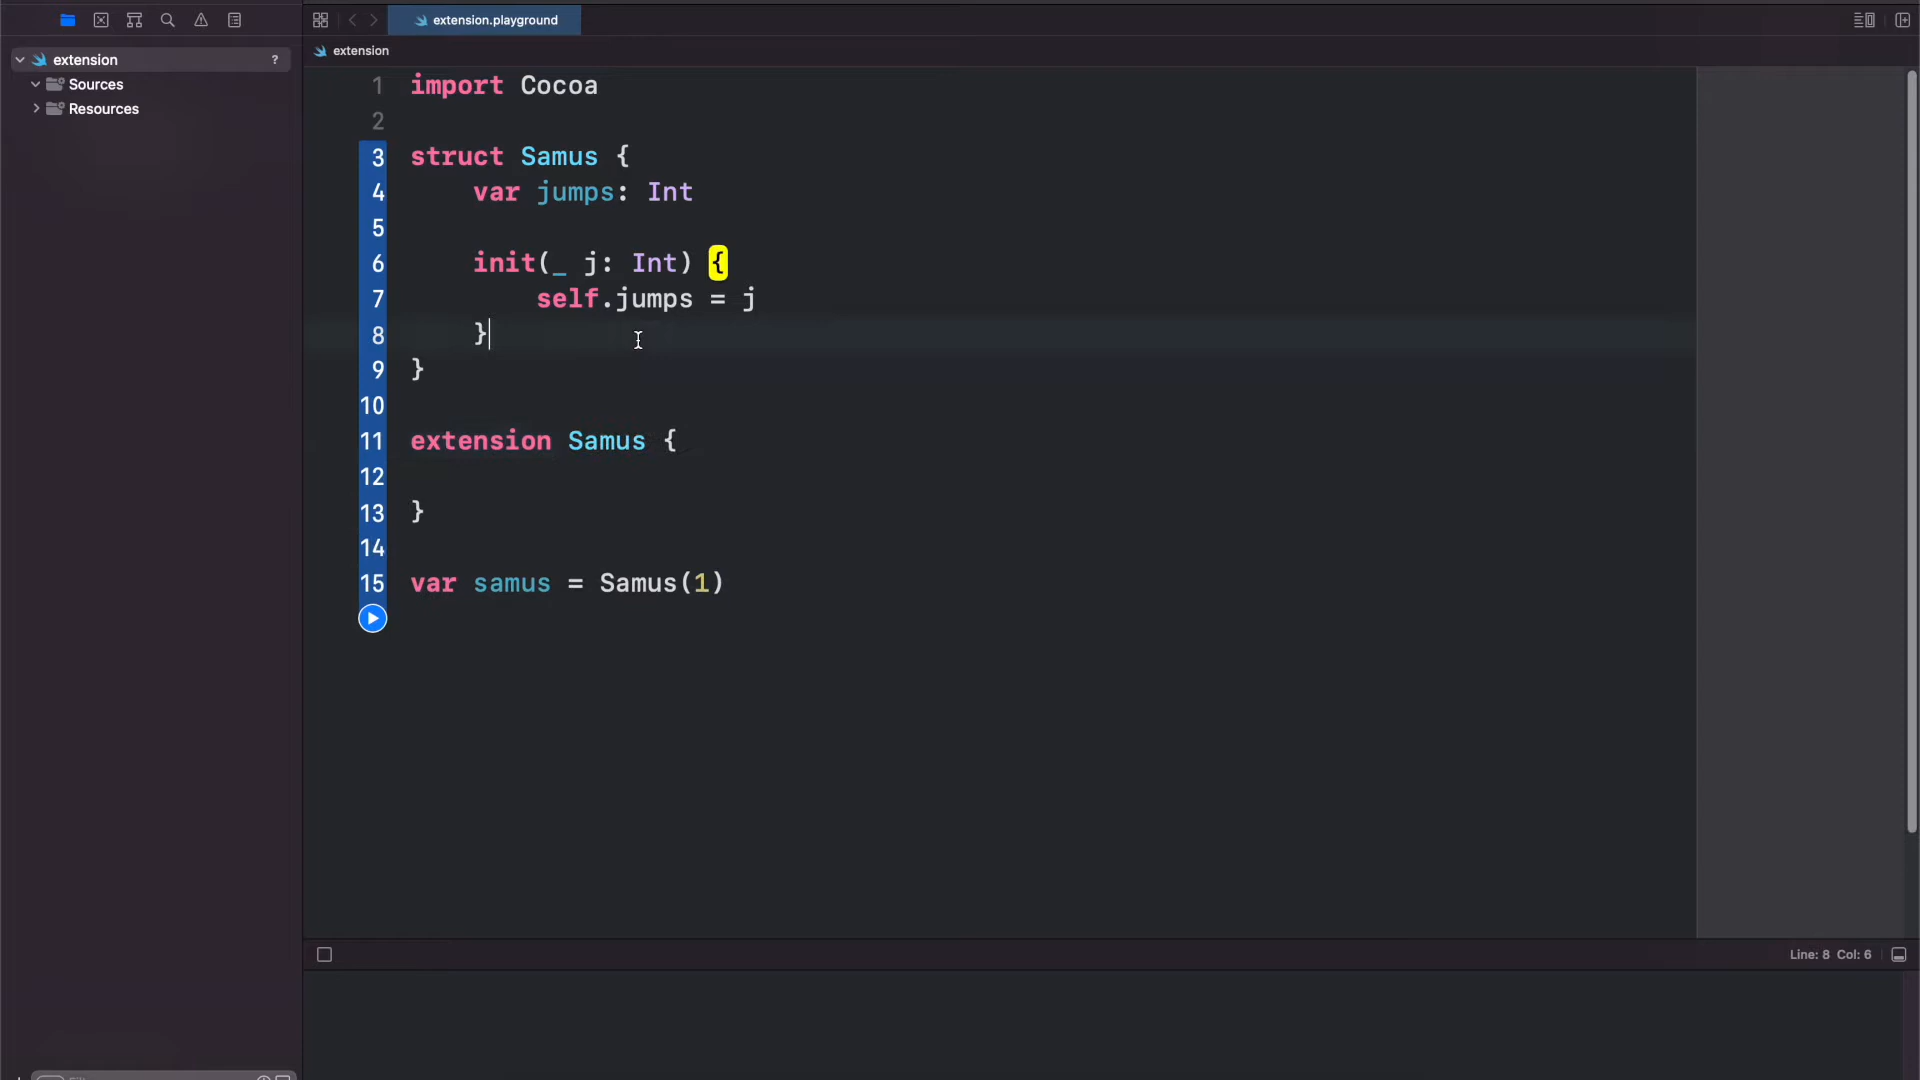 extension.playground
extension
extension ?
Sources
Resources
1 import Cocoa
2
3 struct Samus {
4 var jumps: Int
5
6 init(_ j: Int) {
7 self.jumps = j
8 }
9 }
10
11 extension Samus {
12
13 }
14
15 var samus = Samus(1)
Line: 8 Col: 6